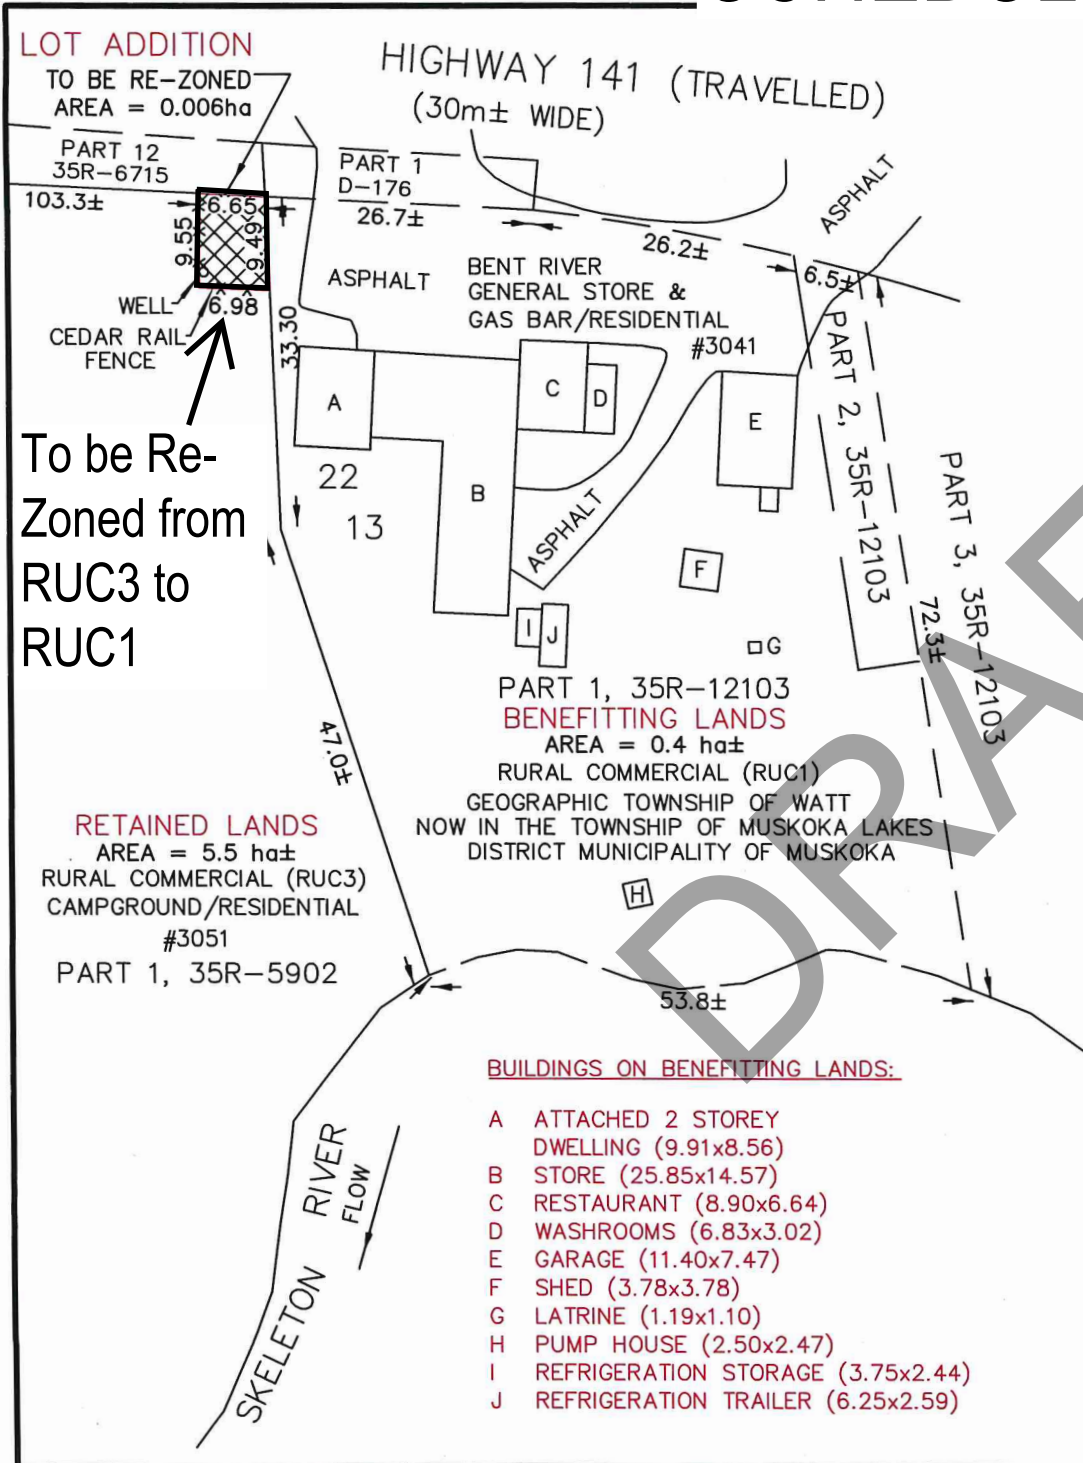 LOT ADDITION
TO BE RE-ZONED
AREA = 0.006ha
HIGHWAY 141 (TRAVELLED)
(30m± WIDE)
PART 12
35R-6715
103.3±
PART 1
D-176
26.7±
6.65
9.55
9.49
6.98
WELL
CEDAR RAIL
FENCE
33.30
ASPHALT
BENT RIVER
GENERAL STORE &
GAS BAR/RESIDENTIAL
#3041
26.2±
6.5±
ASPHALT
To be Re-
Zoned from
RUC3 to
RUC1
A
B
C
D
E
F
G
H
I
J
22
13
ASPHALT
PART 2, 35R-12103
PART 3, 35R-12103
72.3±
47.0±
PART 1, 35R-12103
BENEFITTING LANDS
AREA = 0.4 ha±
RURAL COMMERCIAL (RUC1)
GEOGRAPHIC TOWNSHIP OF WATT
NOW IN THE TOWNSHIP OF MUSKOKA LAKES
DISTRICT MUNICIPALITY OF MUSKOKA
RETAINED LANDS
AREA = 5.5 ha±
RURAL COMMERCIAL (RUC3)
CAMPGROUND/RESIDENTIAL
#3051
PART 1, 35R-5902
53.8±
SKELETON RIVER
FLOW
BUILDINGS ON BENEFITTING LANDS:
A ATTACHED 2 STOREY
DWELLING (9.91x8.56)
B STORE (25.85x14.57)
C RESTAURANT (8.90x6.64)
D WASHROOMS (6.83x3.02)
E GARAGE (11.40x7.47)
F SHED (3.78x3.78)
G LATRINE (1.19x1.10)
H PUMP HOUSE (2.50x2.47)
I REFRIGERATION STORAGE (3.75x2.44)
J REFRIGERATION TRAILER (6.25x2.59)